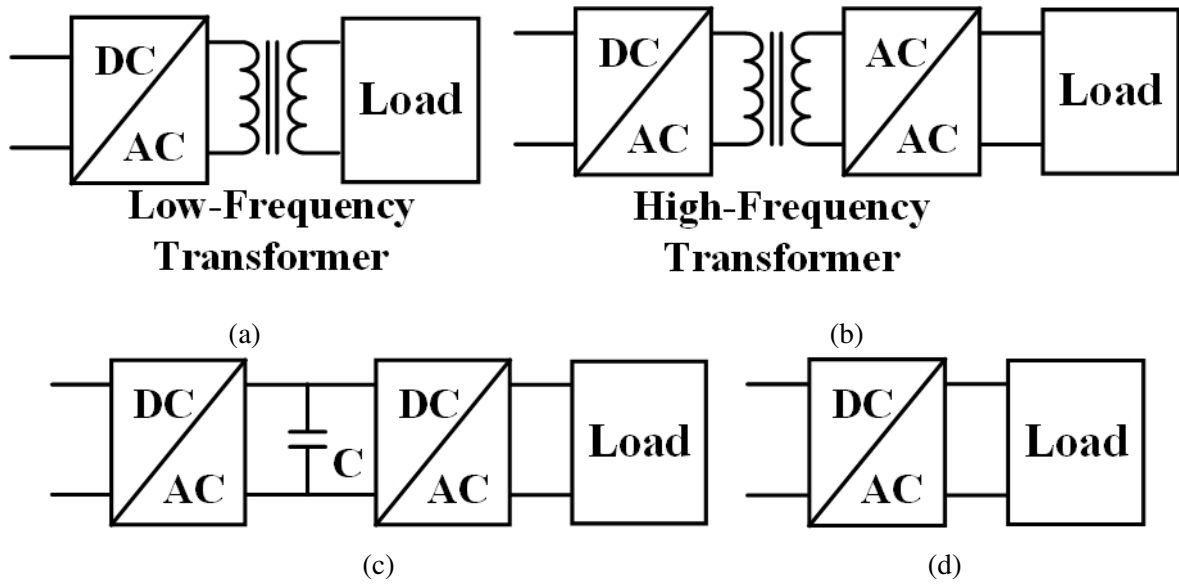 DC
AC
Load
Low-Frequency
Transformer
(a)
DC
AC
AC
AC
Load
High-Frequency
Transformer
(b)
DC
AC
C
DC
AC
Load
(c)
DC
AC
Load
(d)